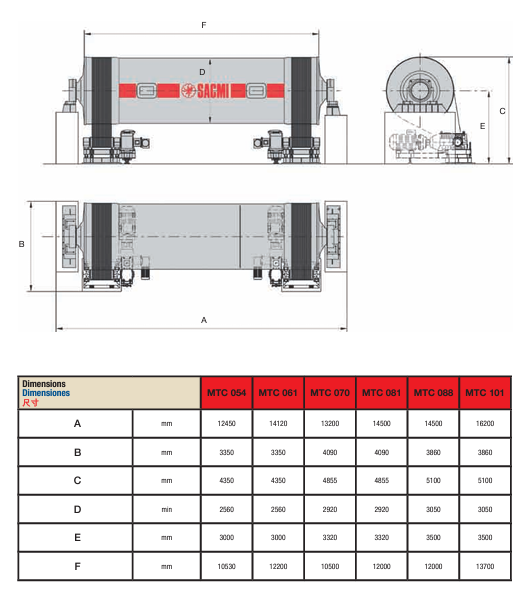 F
D
SACMI
C
E
B
A
Dimensions
Dimensiones
尺寸
MTC 054 MTC 061 MTC 070 MTC 081 MTC 088 MTC 101
A mm 12450 14120 13200 14500 14500 16200
B mm 3350 3350 4090 4090 3860 3860
C mm 4350 4350 4855 4855 5100 5100
D min 2560 2560 2920 2920 3050 3050
E mm 3000 3000 3320 3320 3500 3500
F mm 10530 12200 10500 12000 12000 13700